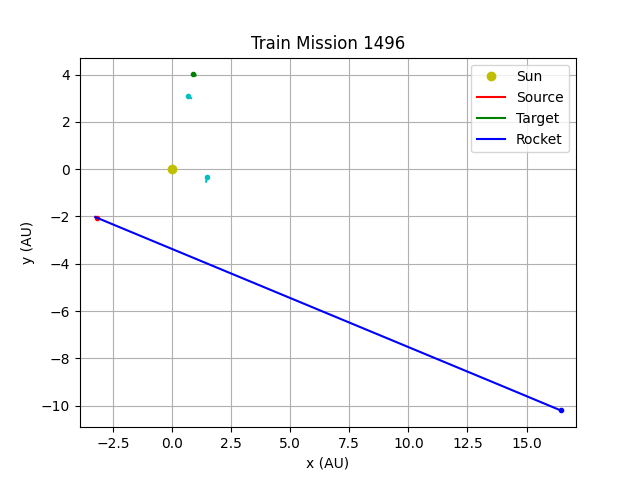 Train Mission 1496
Sun
Source
Target
Rocket
4
2
0
−2
−4
−6
−8
−10
y (AU)
−2.5 0.0 2.5 5.0 7.5 10.0 12.5 15.0
x (AU)